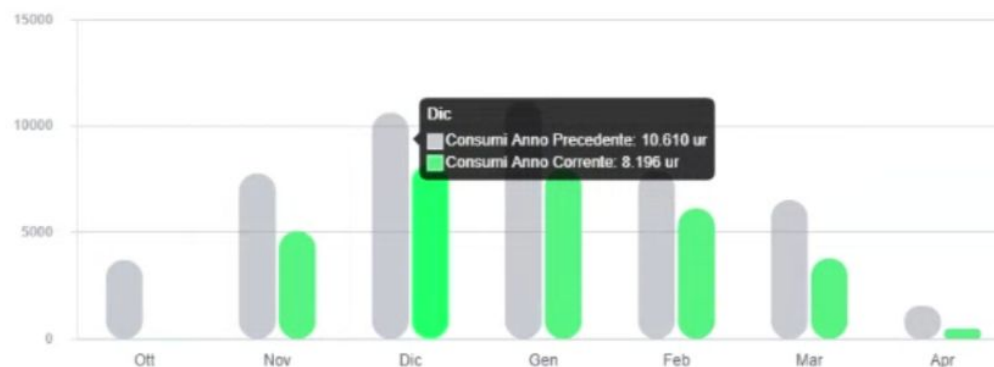 15000
10000
5000
0
Dic
Consumi Anno Precedente: 10.610 ur
Consumi Anno Corrente: 8.196 ur
Ott Nov Dic Gen Feb Mar Apr